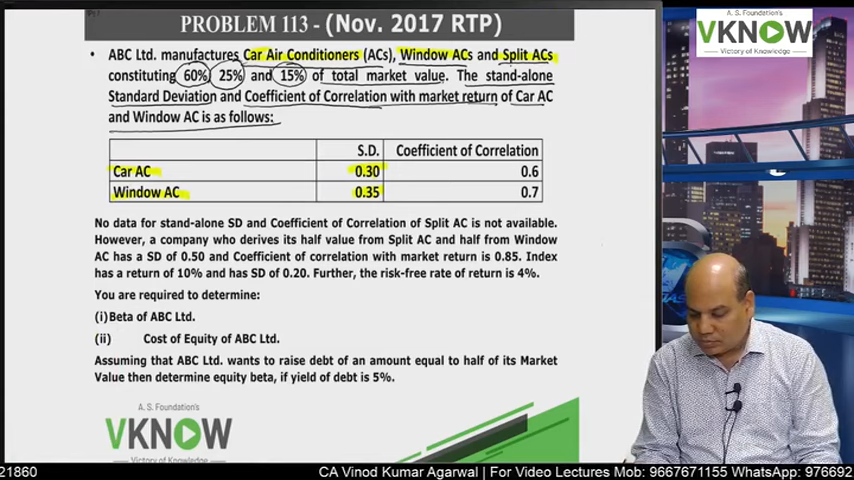 PROBLEM 113 - (Nov. 2017 RTP)
A. S. Foundation's
VKNOW
Victory of Knowledge
• ABC Ltd. manufactures Car Air Conditioners (ACs), Window ACs and Split ACs
constituting 60% 25% and 15% of total market value. The stand-alone
Standard Deviation and Coefficient of Correlation with market return of Car AC
and Window AC is as follows:
S.D. Coefficient of Correlation
Car AC 0.30 0.6
Window AC 0.35 0.7
No data for stand-alone SD and Coefficient of Correlation of Split AC is not available.
However, a company who derives its half value from Split AC and half from Window
AC has a SD of 0.50 and Coefficient of correlation with market return is 0.85. Index
has a return of 10% and has SD of 0.20. Further, the risk-free rate of return is 4%.
You are required to determine:
(i) Beta of ABC Ltd.
(ii) Cost of Equity of ABC Ltd.
Assuming that ABC Ltd. wants to raise debt of an amount equal to half of its Market
Value then determine equity beta, if yield of debt is 5%.
A. S. Foundation's
VKNOW
Victory of Knowledge
21860 CA Vinod Kumar Agarwal | For Video Lectures Mob: 9667671155 WhatsApp: 976692